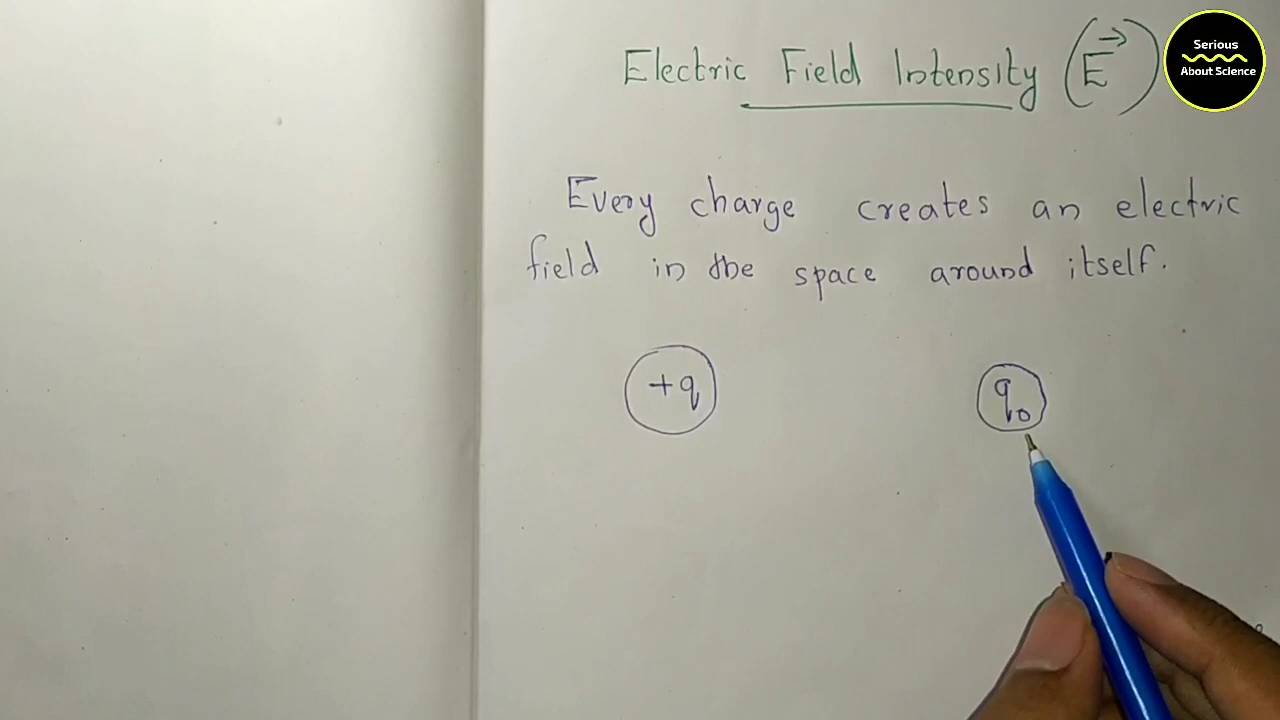 Electric Field Intensity (E→)
Serious
About Science
Every charge creates an electric
field in the space around itself.
+q
q₀